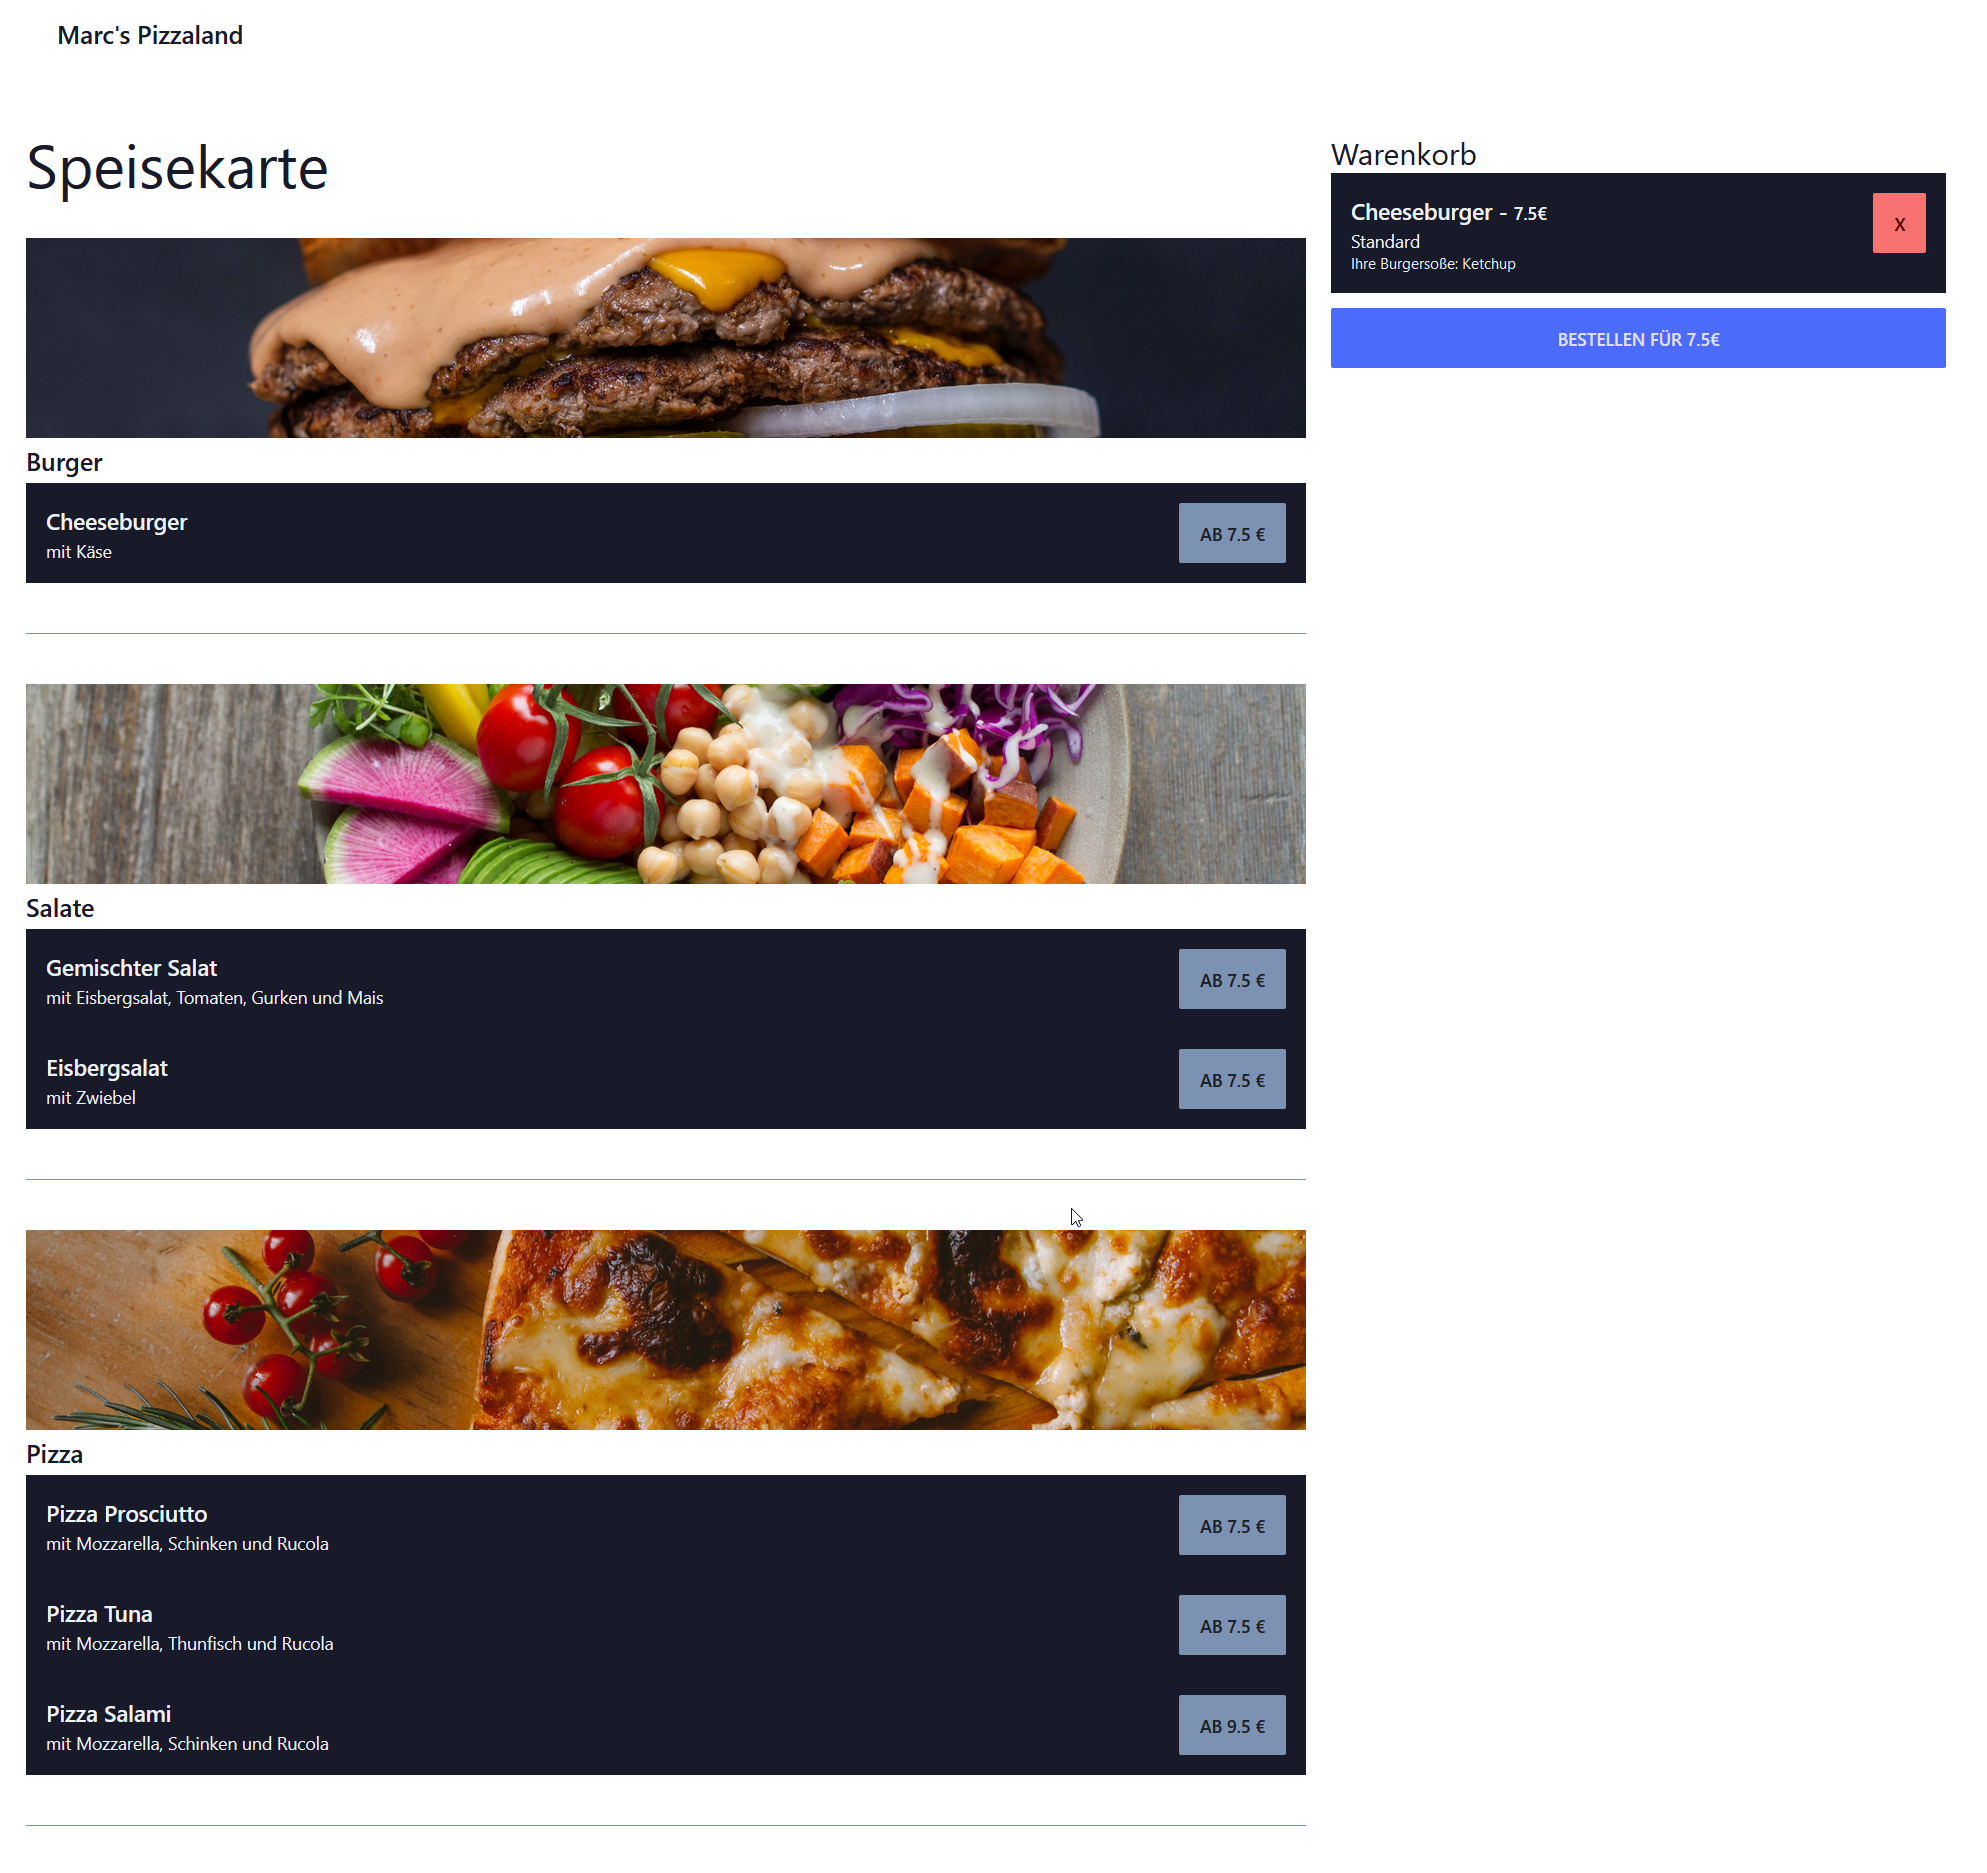 Marc's Pizzaland
Speisekarte
Burger
Cheeseburger
mit Käse
AB 7.5 €
Salate
Gemischter Salat
mit Eisbergsalat, Tomaten, Gurken und Mais
AB 7.5 €
Eisbergsalat
mit Zwiebel
AB 7.5 €
Pizza
Pizza Prosciutto
mit Mozzarella, Schinken und Rucola
AB 7.5 €
Pizza Tuna
mit Mozzarella, Thunfisch und Rucola
AB 7.5 €
Pizza Salami
mit Mozzarella, Schinken und Rucola
AB 9.5 €
Warenkorb
Cheeseburger - 7.5€
Standard
Ihre Burgersoße: Ketchup
X
BESTELLEN FÜR 7.5€